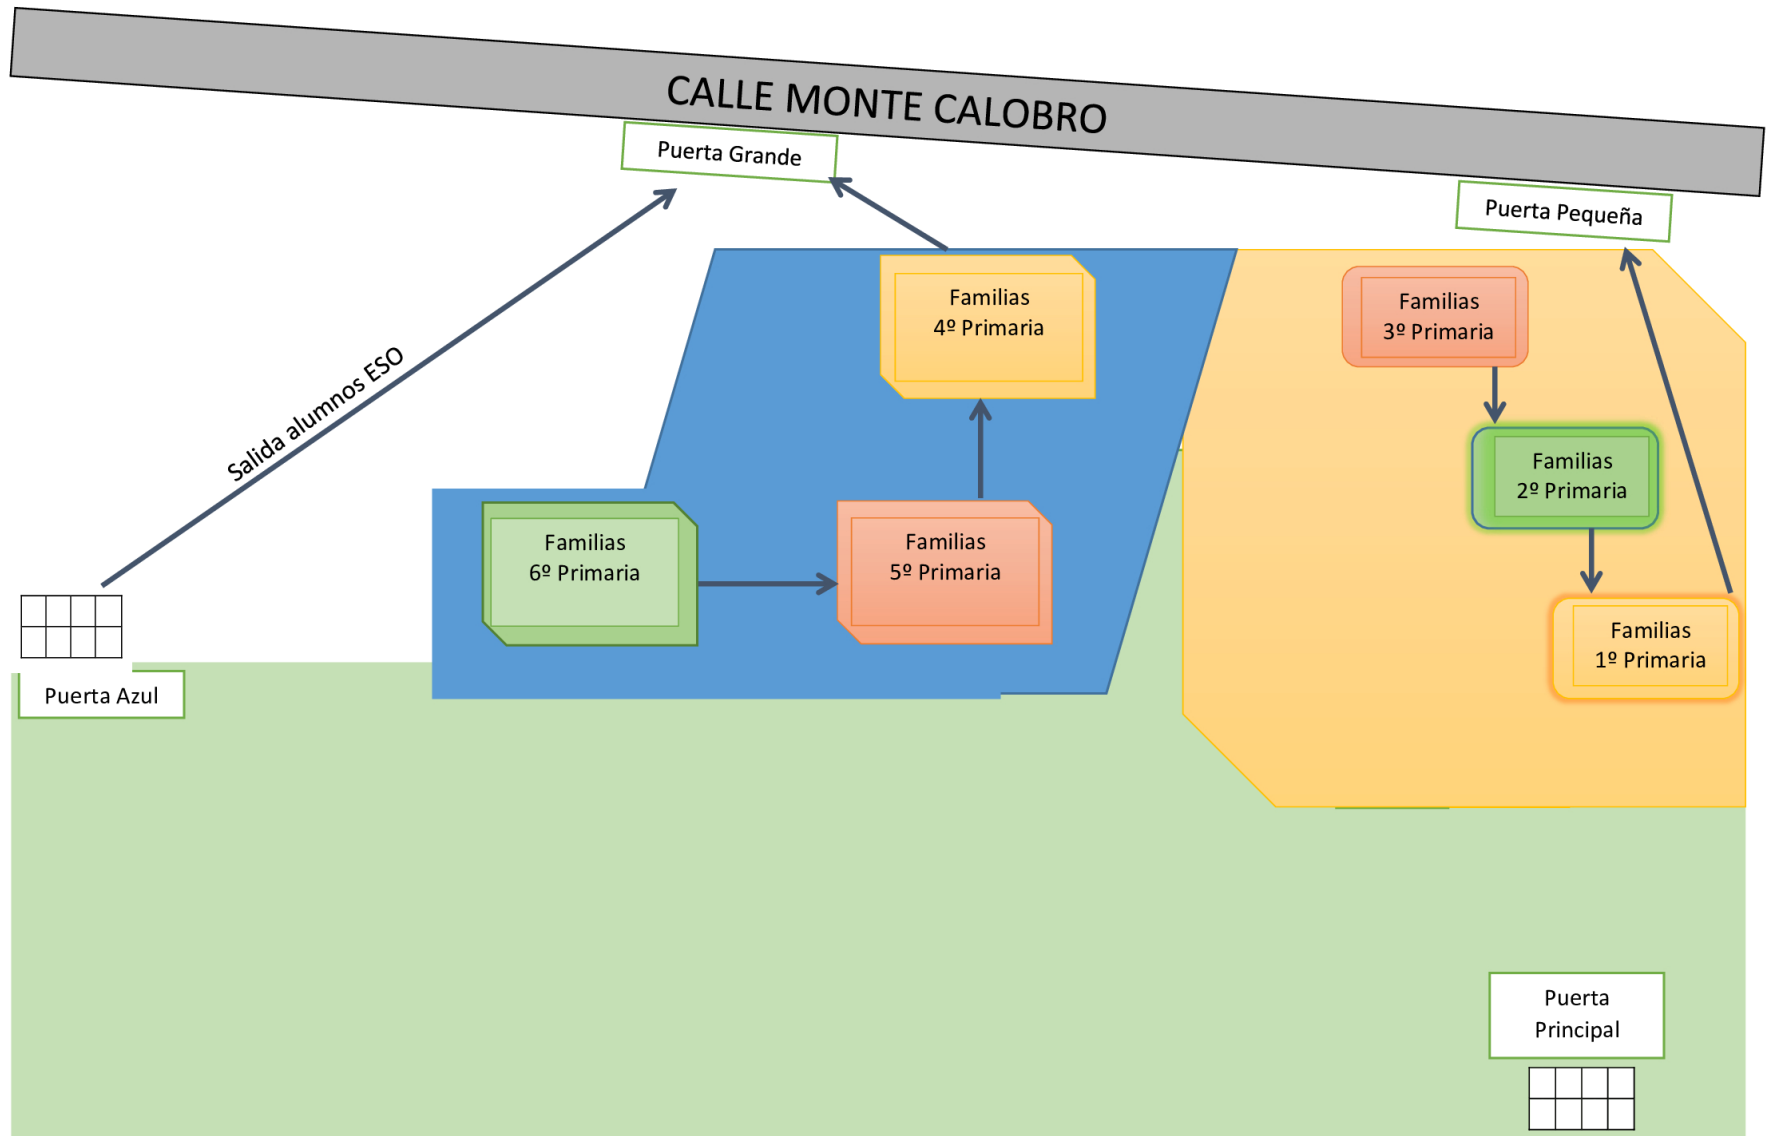 CALLE MONTE CALOBRO
Puerta Grande
Puerta Pequeña
Salida alumnos ESO
Familias
4º Primaria
Familias
3º Primaria
Familias
2º Primaria
Familias
6º Primaria
Familias
5º Primaria
Familias
1º Primaria
Puerta Azul
Puerta
Principal